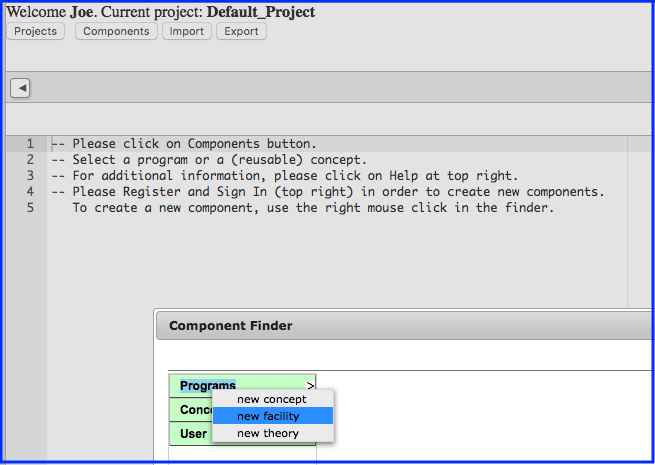 Welcome Joe. Current project: Default_Project
Projects Components Import Export
1 -- Please click on Components button.
2 -- Select a program or a (reusable) concept.
3 -- For additional information, please click on Help at top right.
4 -- Please Register and Sign In (top right) in order to create new components.
5 To create a new component, use the right mouse click in the finder.
Component Finder
Programs >
new concept
Conc
new facility
User
new theory